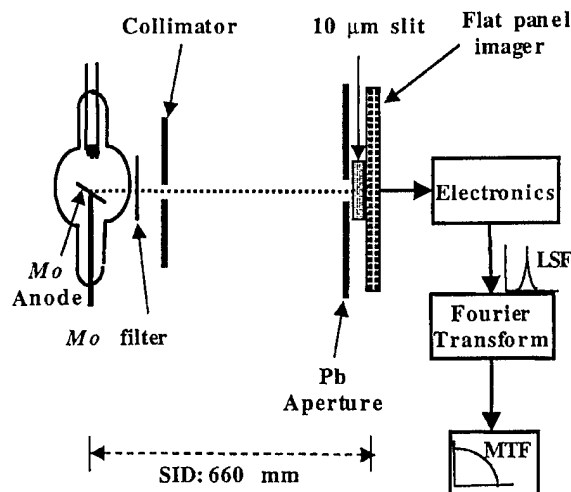 Collimator
10 μm slit
Flat panel
imager
Electronics
LSF
Mo
Anode
Mo filter
Fourier
Transform
Pb
Aperture
MTF
SID: 660 mm